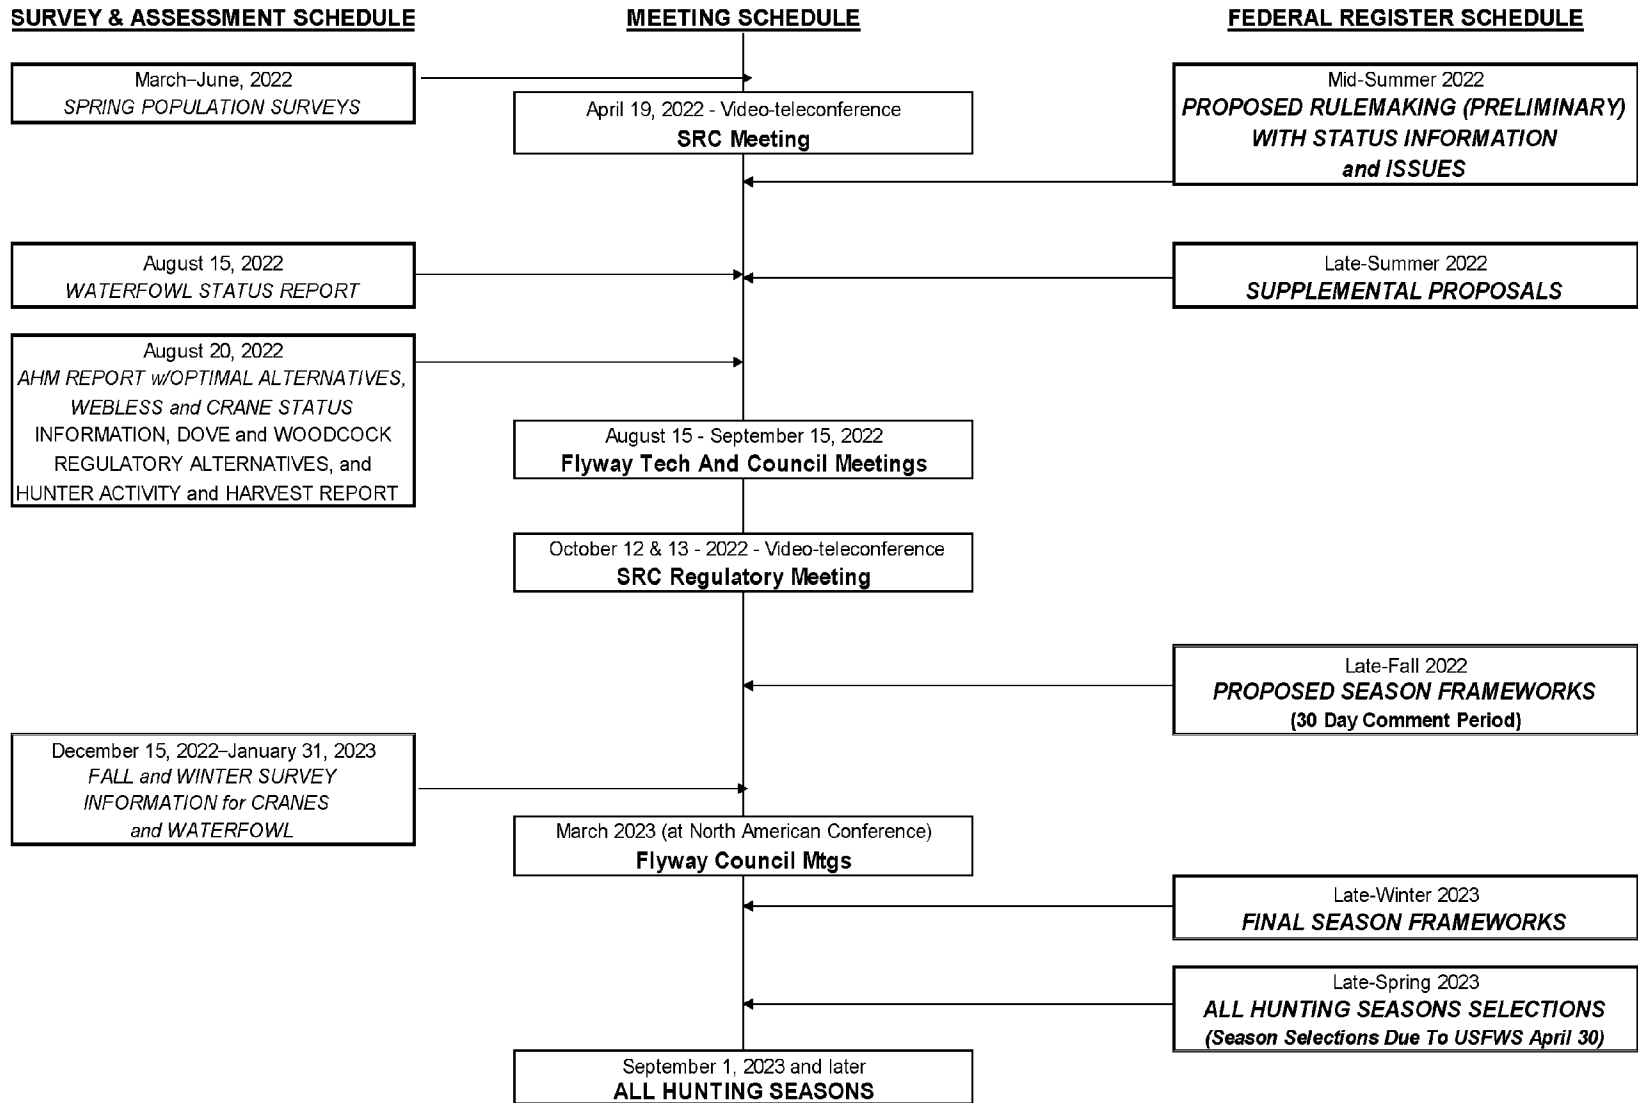 SURVEY & ASSESSMENT SCHEDULE
March–June, 2022
SPRING POPULATION SURVEYS
August 15, 2022
WATERFOWL STATUS REPORT
August 20, 2022
AHM REPORT w/OPTIMAL ALTERNATIVES,
WEBLESS and CRANE STATUS
INFORMATION, DOVE and WOODCOCK
REGULATORY ALTERNATIVES, and
HUNTER ACTIVITY and HARVEST REPORT
December 15, 2022–January 31, 2023
FALL and WINTER SURVEY
INFORMATION for CRANES
and WATERFOWL
MEETING SCHEDULE
April 19, 2022 - Video-teleconference
SRC Meeting
August 15 - September 15, 2022
Flyway Tech And Council Meetings
October 12 & 13 - 2022 - Video-teleconference
SRC Regulatory Meeting
March 2023 (at North American Conference)
Flyway Council Mtgs
September 1, 2023 and later
ALL HUNTING SEASONS
FEDERAL REGISTER SCHEDULE
Mid-Summer 2022
PROPOSED RULEMAKING (PRELIMINARY)
WITH STATUS INFORMATION
and ISSUES
Late-Summer 2022
SUPPLEMENTAL PROPOSALS
Late-Fall 2022
PROPOSED SEASON FRAMEWORKS
(30 Day Comment Period)
Late-Winter 2023
FINAL SEASON FRAMEWORKS
Late-Spring 2023
ALL HUNTING SEASONS SELECTIONS
(Season Selections Due To USFWS April 30)